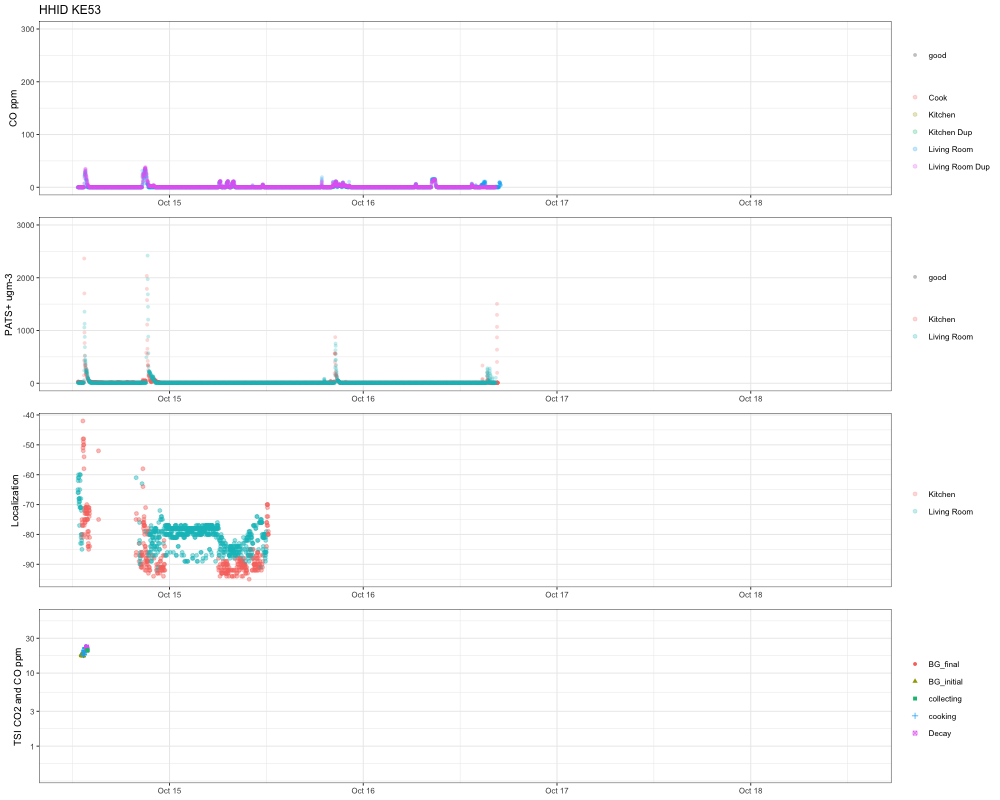 HHID KE53
CO ppm
300
200
100
0
Oct 15 Oct 16 Oct 17 Oct 18
good
Cook
Kitchen
Kitchen Dup
Living Room
Living Room Dup
PATS+ ugm-3
3000
2000
1000
0
Oct 15 Oct 16 Oct 17 Oct 18
good
Kitchen
Living Room
Localization
-40
-50
-60
-70
-80
-90
Oct 15 Oct 16 Oct 17 Oct 18
Kitchen
Living Room
TSI CO2 and CO ppm
30
10
3
1
Oct 15 Oct 16 Oct 17 Oct 18
BG_final
BG_initial
collecting
cooking
Decay